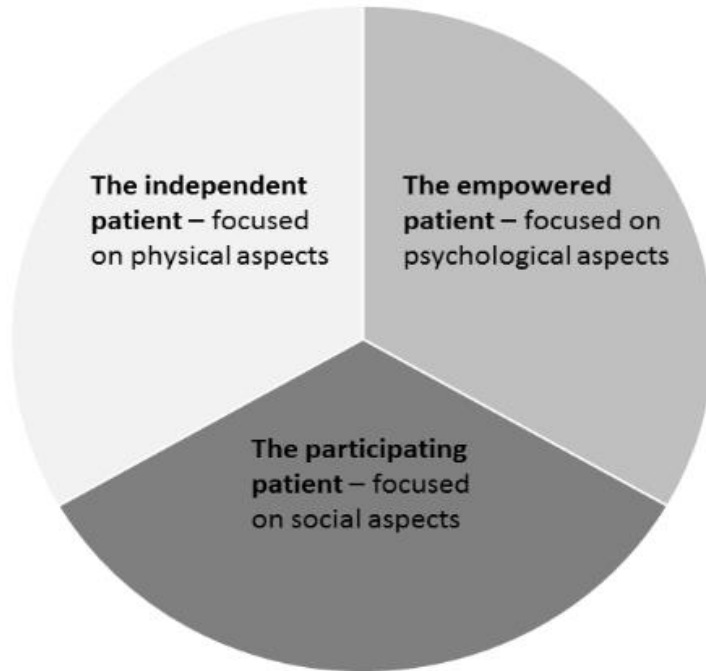 The independent
patient – focused
on physical aspects
The empowered
patient – focused on
psychological aspects
The participating
patient – focused
on social aspects